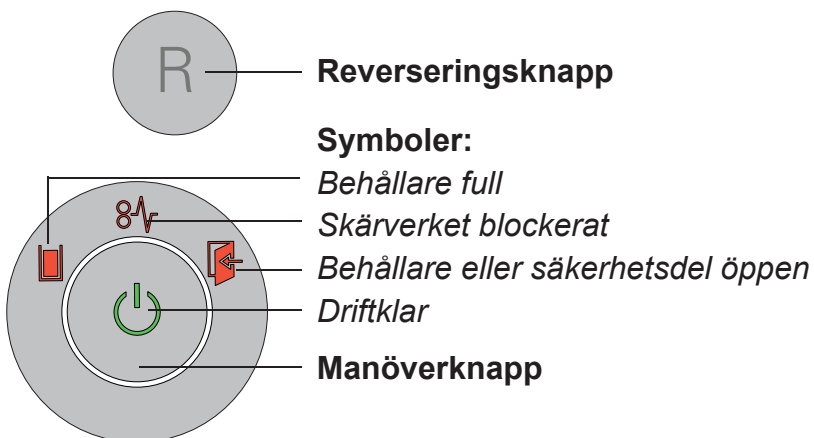 R
Reverseringsknapp
Symboler:
Behållare full
Skärverket blockerat
Behållare eller säkerhetsdel öppen
Driftklar
Manöverknapp